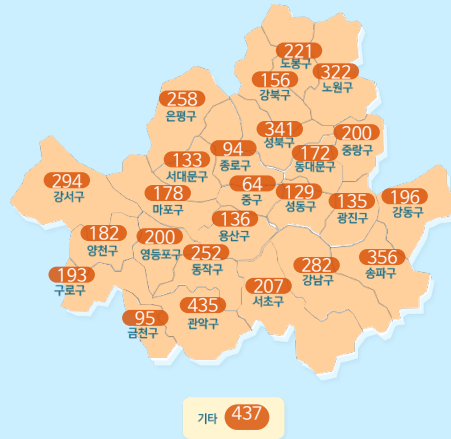 221
도봉구
322
노원구
156
강북구
258
은평구
341
성북구
200
중랑구
94
종로구
172
동대문구
133
서대문구
294
강서구
178
마포구
64
중구
129
성동구
135
광진구
196
강동구
136
용산구
182
양천구
200
영등포구
252
동작구
356
송파구
282
강남구
193
구로구
207
서초구
435
관악구
95
금천구
기타 437